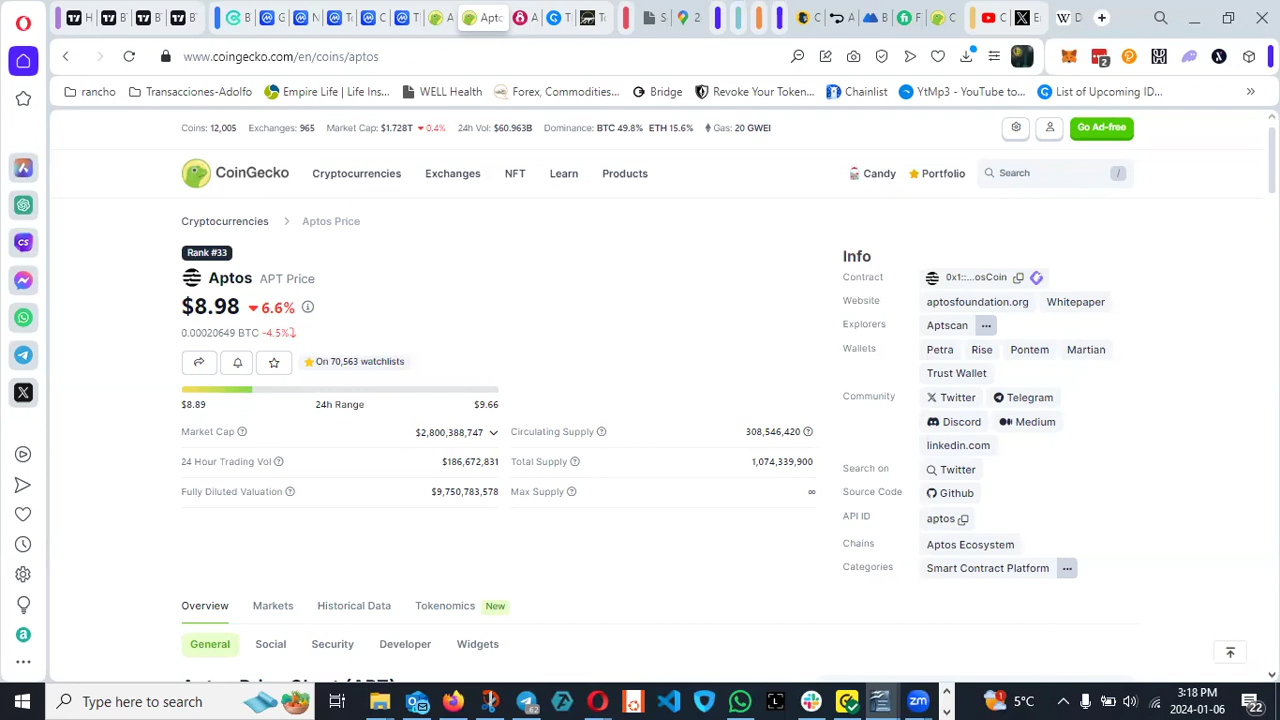 www.coingecko.com/en/coins/aptos
2
rancho Transacciones-Adolfo Empire Life | Life Ins... WELL Health Forex, Commodities... Bridge Revoke Your Token... Chainlist YtMp3 - YouTube to... List of Upcoming ID...
Coins: 12,005 Exchanges: 965 Market Cap: $1.728T 0.4% 24h Vol: $60.963B Dominance: BTC 49.8% ETH 15.6% Gas: 20 GWEI
Go Ad-free
CoinGecko Cryptocurrencies Exchanges NFT Learn Products Candy Portfolio Search /
Cryptocurrencies Aptos Price
Rank #33
Aptos APT Price
$8.98 6.6%
0.00020649 BTC -4.5%
On 70,563 watchlists
$8.89 24h Range $9.66
Market Cap $2,800,388,747 Circulating Supply 308,546,420
24 Hour Trading Vol $186,672,831 Total Supply 1,074,339,900
Fully Diluted Valuation $9,750,783,578 Max Supply ∞
Info
Contract 0x1::...osCoin
Website aptosfoundation.org Whitepaper
Explorers Aptscan ...
Wallets Petra Rise Pontem Martian
Trust Wallet
Community Twitter Telegram
Discord Medium
linkedin.com
Search on Twitter
Source Code Github
API ID aptos
Chains Aptos Ecosystem
Categories Smart Contract Platform ...
Overview Markets Historical Data Tokenomics New
General Social Security Developer Widgets
Type here to search
62
5°C
3:18 PM
2024-01-06
22